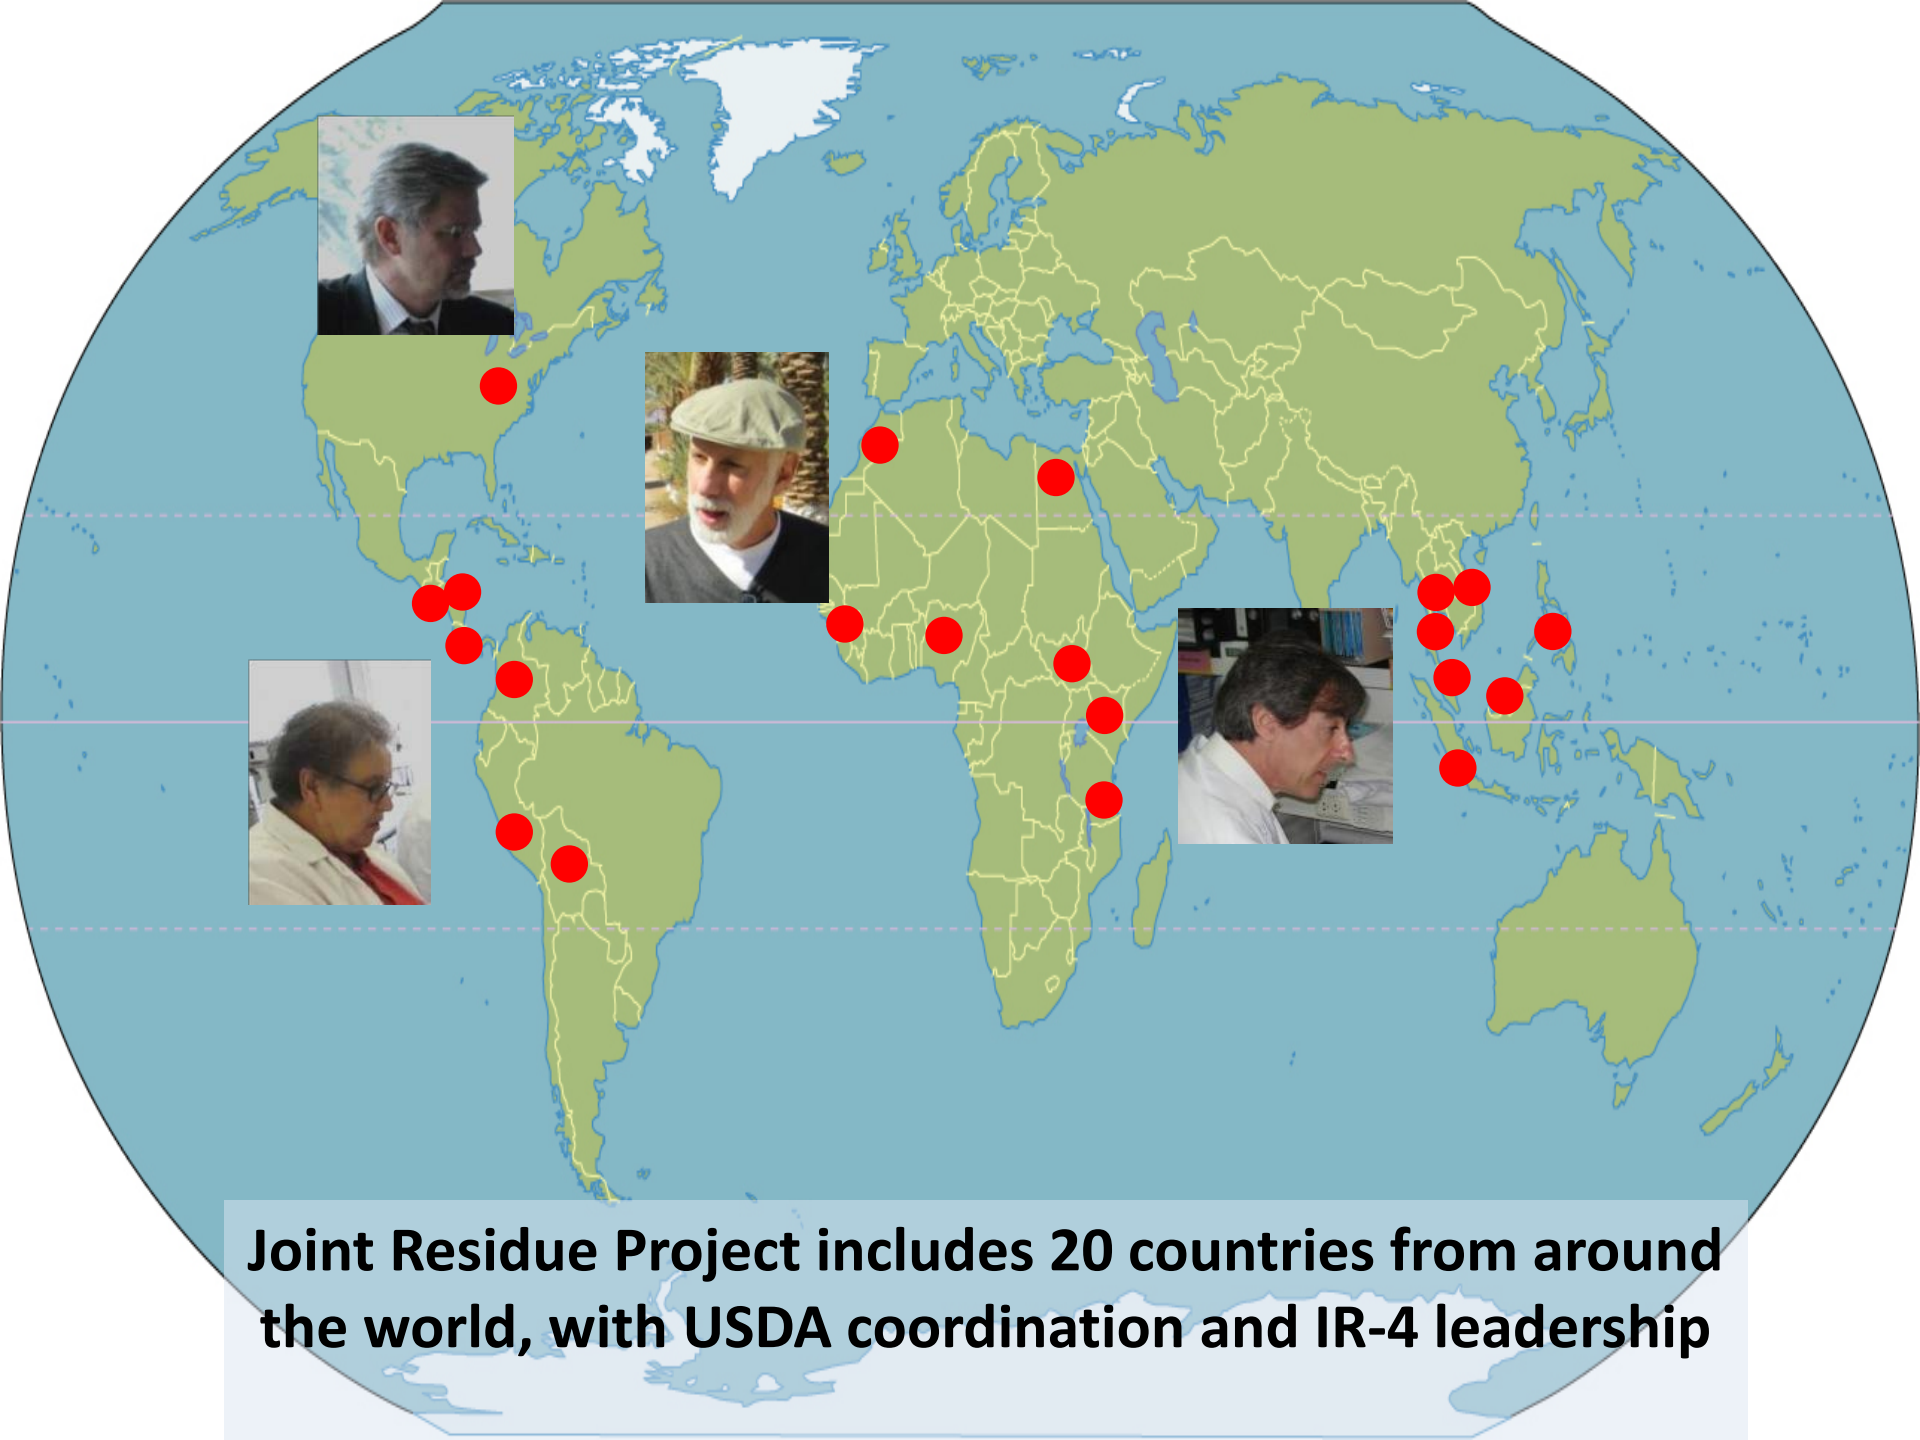 Joint Residue Project includes 20 countries from around
the world, with USDA coordination and IR-4 leadership